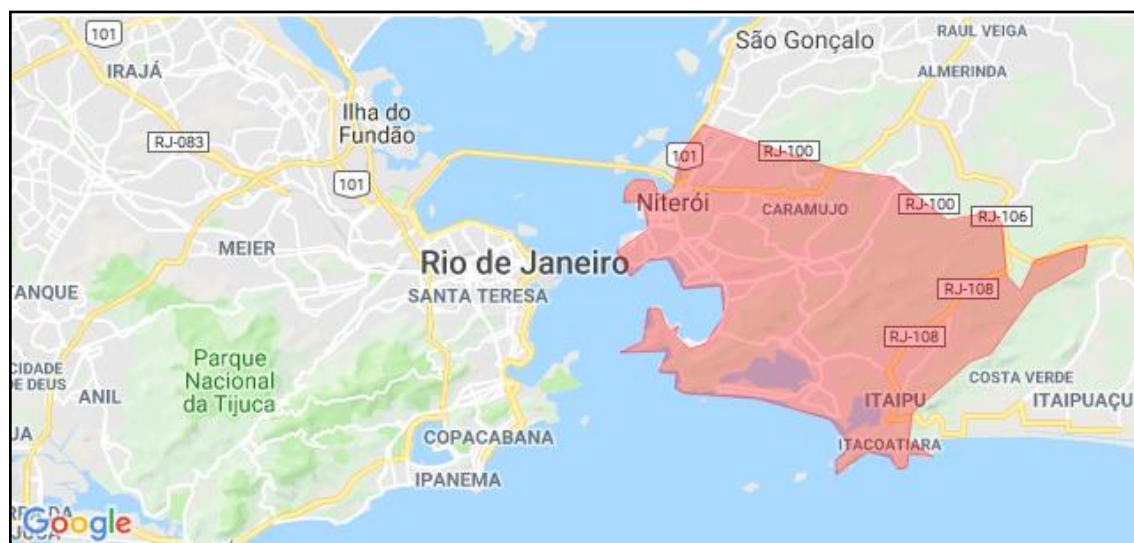 101
São Gonçalo
RAUL VEIGA
IRAJÁ
ALMERINDA
Ilha do
Fundão
RJ-083
101
RJ-100
101
Niterói
CARAMUJO
RJ-100
RJ-106
MEIER
Rio de Janeiro
SANTA TERESA
TANQUE
RJ-108
RJ-108
Parque
Nacional
da Tijuca
CIDADE
DE DEUS
ANIL
COSTA VERDE
ITAIPU
ITAIPUAÇU
COPACABANA
ITACOATIARA
IPANEMA
Google